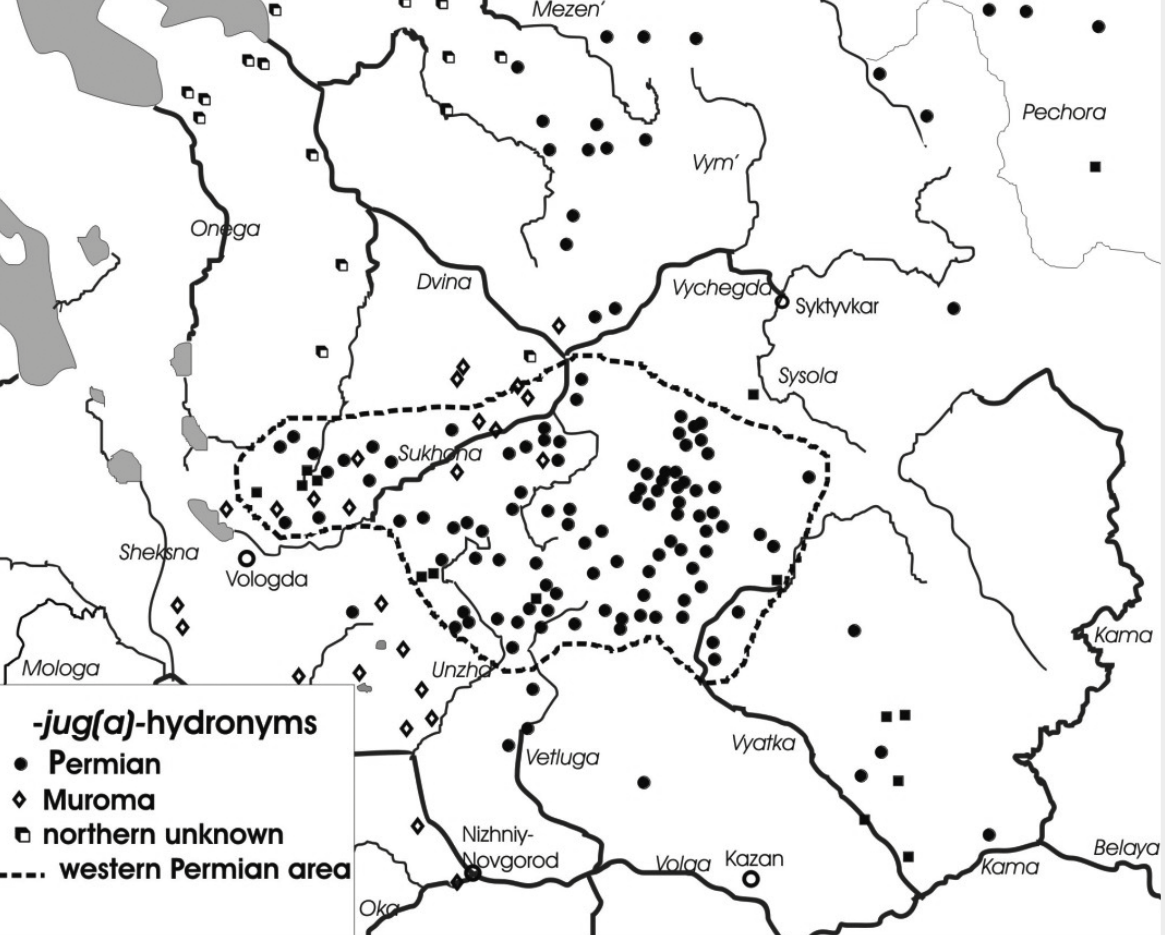 Mezen'
Pechora
Vym'
Onega
Dvina
Vychegda
Syktyvkar
Sysola
Sukhona
Sheksna
Vologda
Kama
Mologa
Unzha
-jug(a)-hydronyms
Permian
Muroma
northern unknown
western Permian area
Vyatka
Vetluga
Nizhniy-
Novgorod
Volga
Kazan
Kama
Belaya
Oka